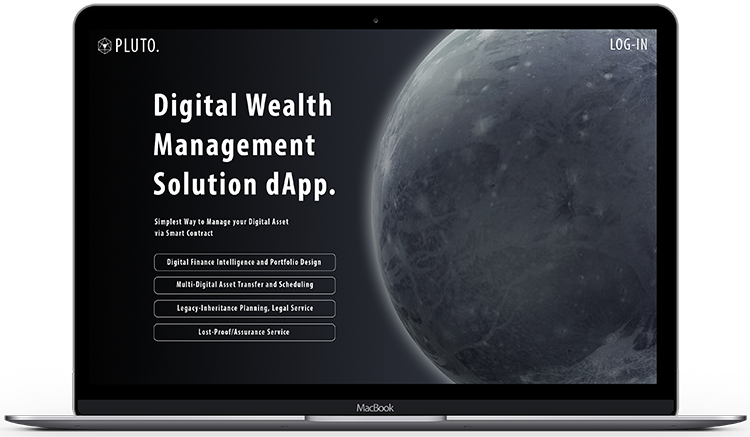 PLUTO.
LOG-IN
Digital Wealth
Management
Solution dApp.
Simplest Way to Manage your Digital Asset
via Smart Contract
Digital Finance Intelligence and Portfolio Design
Multi-Digital Asset Transfer and Scheduling
Legacy-Inheritance Planning, Legal Service
Lost-Proof/Assurance Service
MacBook